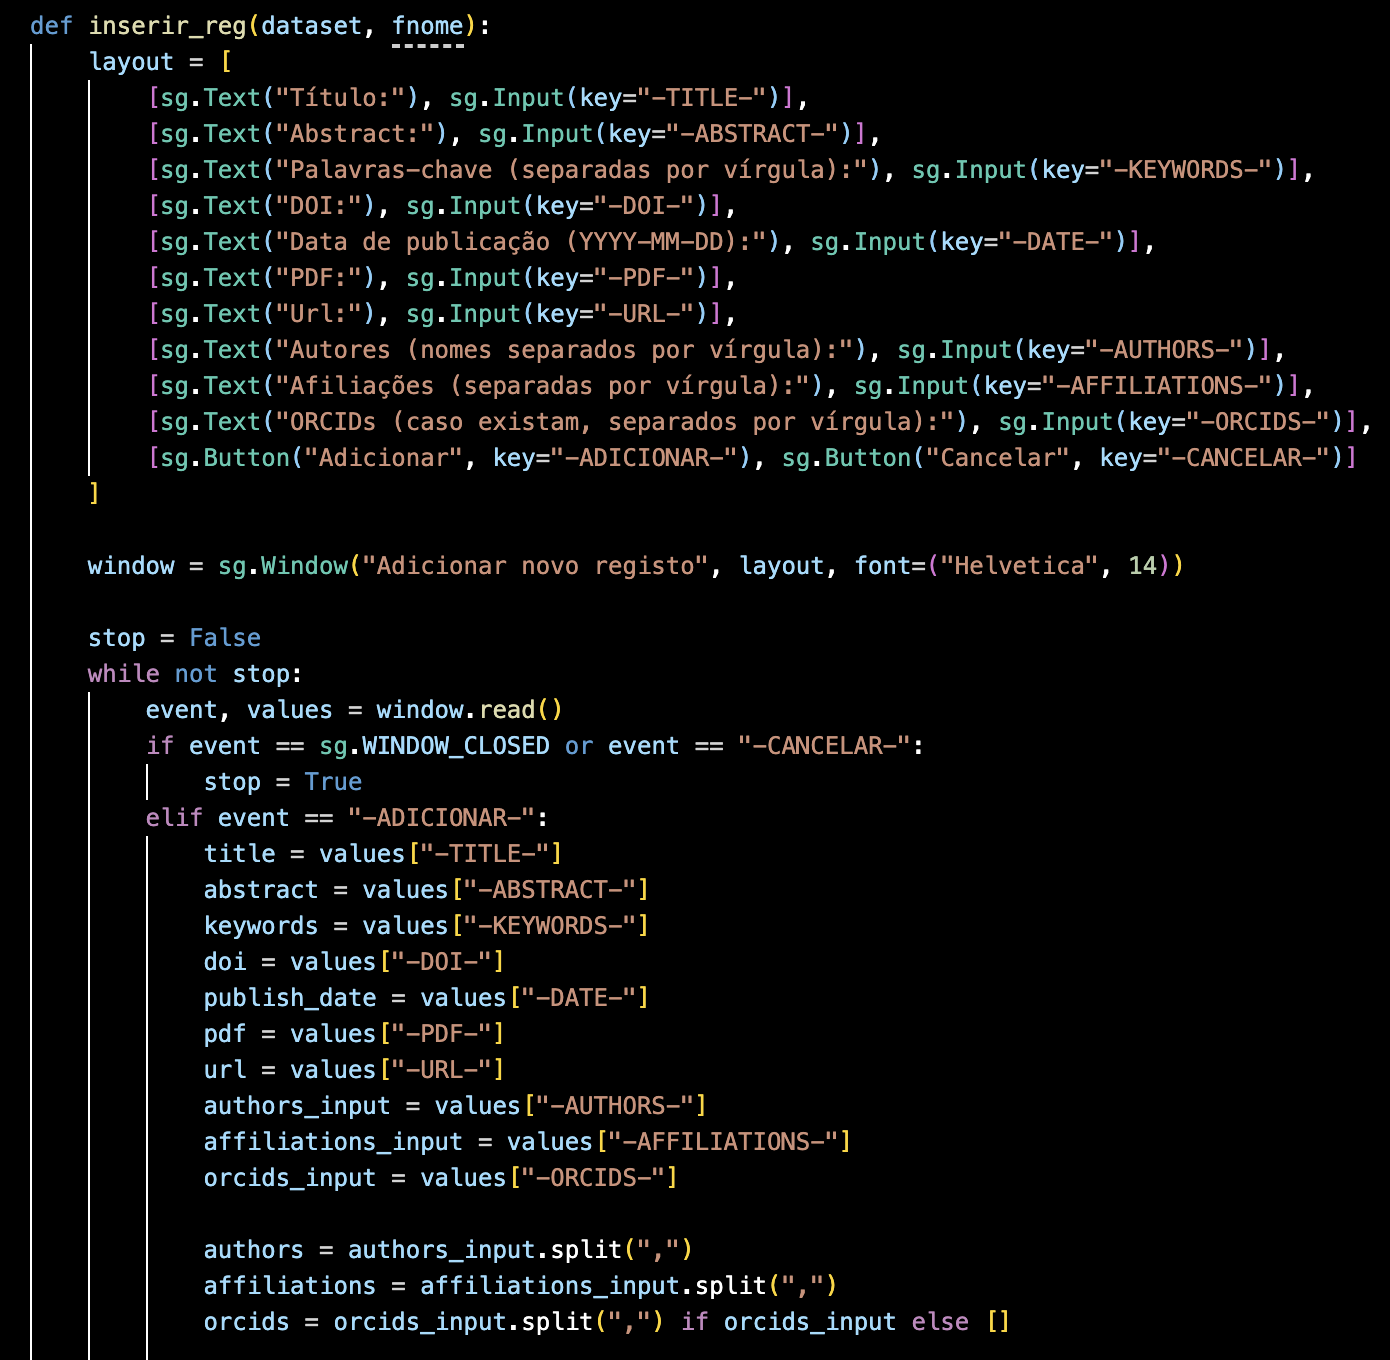 def inserir_reg(dataset, fnome):
    layout = [
        [sg.Text("Título:"), sg.Input(key="-TITLE-")],
        [sg.Text("Abstract:"), sg.Input(key="-ABSTRACT-")],
        [sg.Text("Palavras-chave (separadas por vírgula):"), sg.Input(key="-KEYWORDS-")],
        [sg.Text("DOI:"), sg.Input(key="-DOI-")],
        [sg.Text("Data de publicação (YYYY-MM-DD):"), sg.Input(key="-DATE-")],
        [sg.Text("PDF:"), sg.Input(key="-PDF-")],
        [sg.Text("Url:"), sg.Input(key="-URL-")],
        [sg.Text("Autores (nomes separados por vírgula):"), sg.Input(key="-AUTHORS-")],
        [sg.Text("Afiliações (separadas por vírgula):"), sg.Input(key="-AFFILIATIONS-")],
        [sg.Text("ORCIDs (caso existam, separados por vírgula):"), sg.Input(key="-ORCIDS-")],
        [sg.Button("Adicionar", key="-ADICIONAR-"), sg.Button("Cancelar", key="-CANCELAR-")]
    ]

    window = sg.Window("Adicionar novo registo", layout, font=("Helvetica", 14))

    stop = False
    while not stop:
        event, values = window.read()
        if event == sg.WINDOW_CLOSED or event == "-CANCELAR-":
            stop = True
        elif event == "-ADICIONAR-":
            title = values["-TITLE-"]
            abstract = values["-ABSTRACT-"]
            keywords = values["-KEYWORDS-"]
            doi = values["-DOI-"]
            publish_date = values["-DATE-"]
            pdf = values["-PDF-"]
            url = values["-URL-"]
            authors_input = values["-AUTHORS-"]
            affiliations_input = values["-AFFILIATIONS-"]
            orcids_input = values["-ORCIDS-"]

            authors = authors_input.split(",")
            affiliations = affiliations_input.split(",")
            orcids = orcids_input.split(",") if orcids_input else []